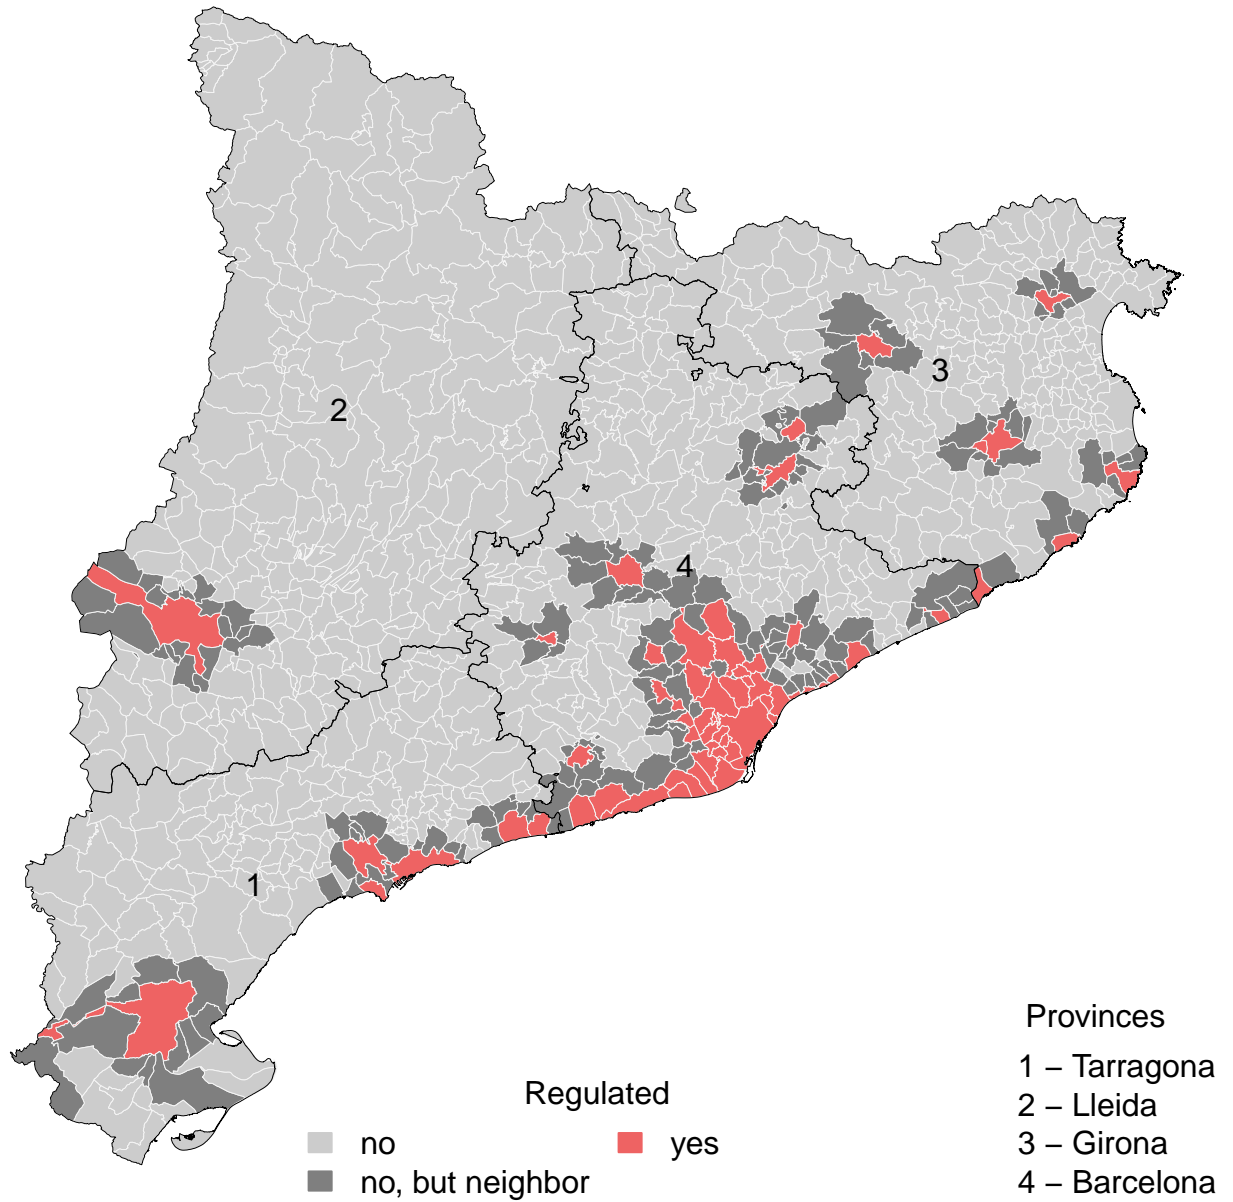 2
3
4
1
Provinces
1 – Tarragona
2 – Lleida
3 – Girona
4 – Barcelona
Regulated
no
yes
no, but neighbor